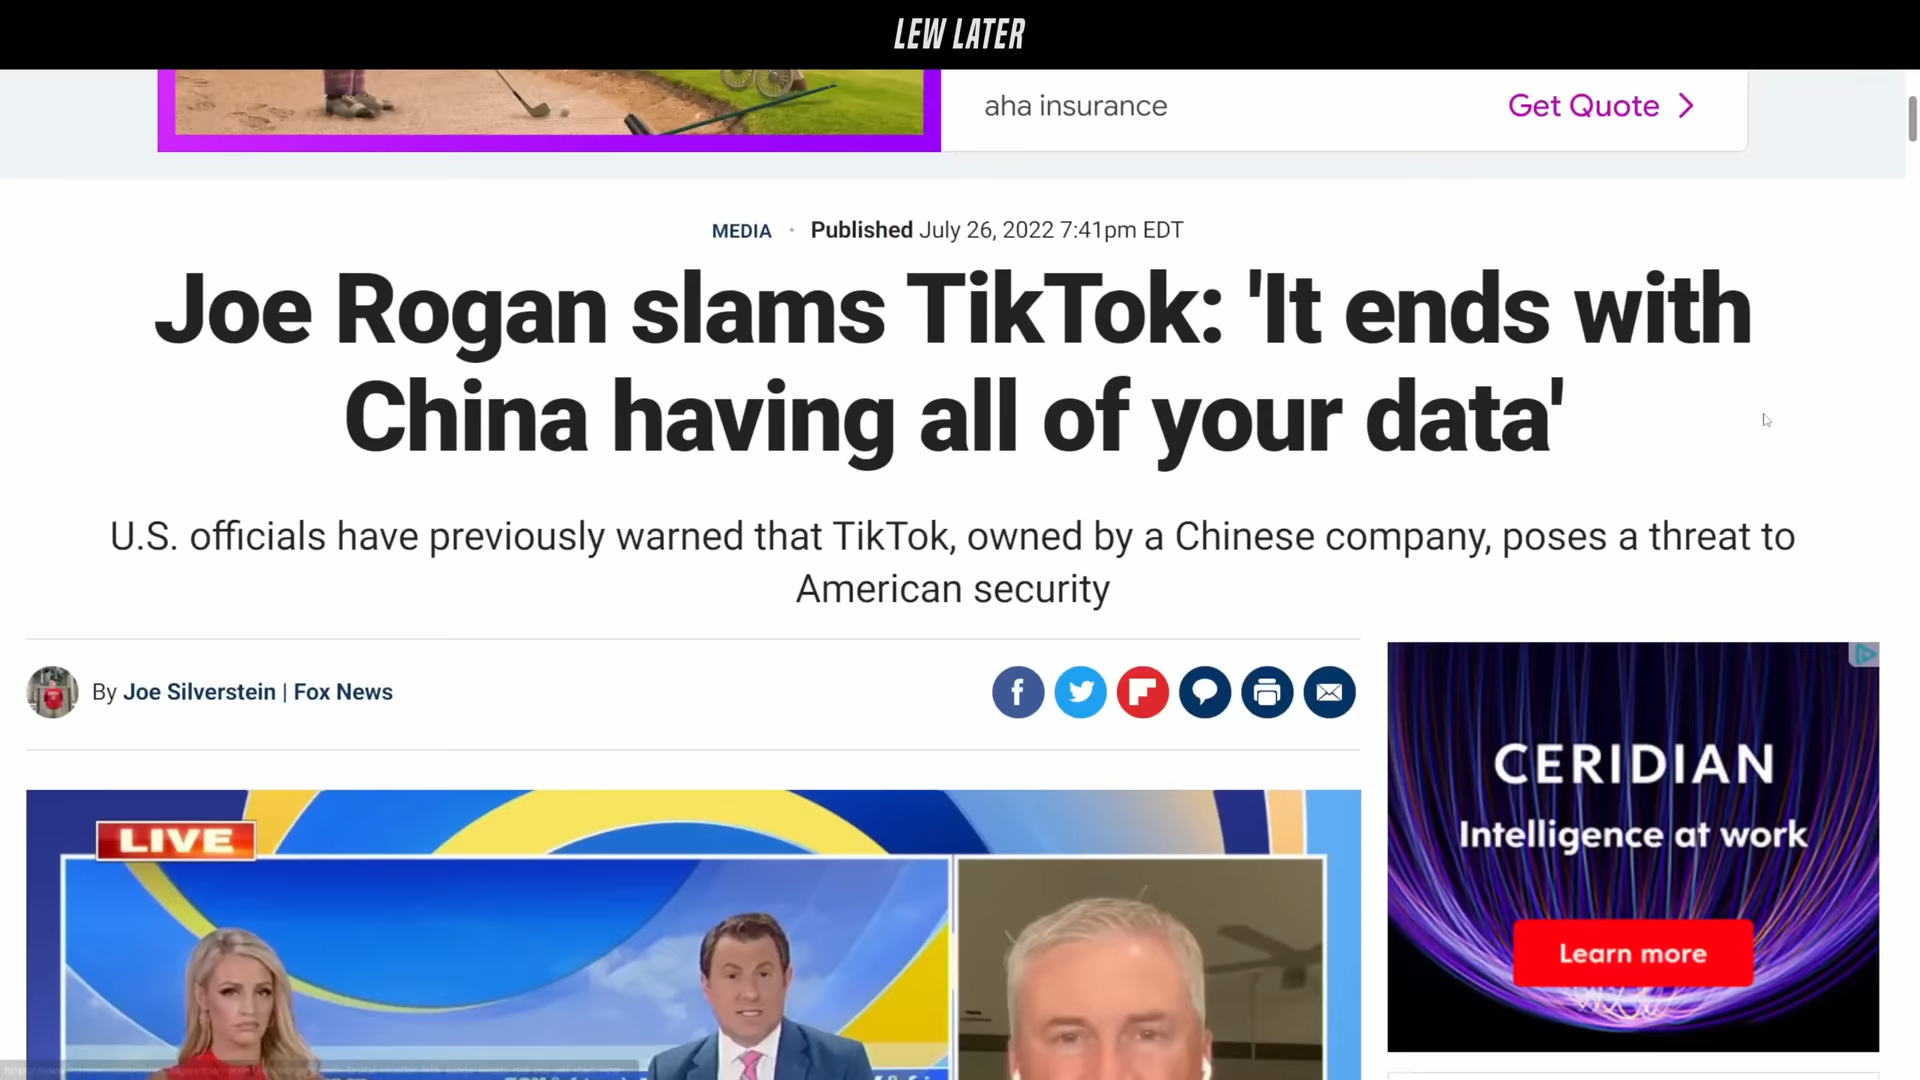 LEW LATER
aha insurance
Get Quote
MEDIA · Published July 26, 2022 7:41pm EDT
Joe Rogan slams TikTok: 'It ends with
China having all of your data'
U.S. officials have previously warned that TikTok, owned by a Chinese company, poses a threat to
American security
By Joe Silverstein | Fox News
LIVE
CERIDIAN
Intelligence at work
Learn more